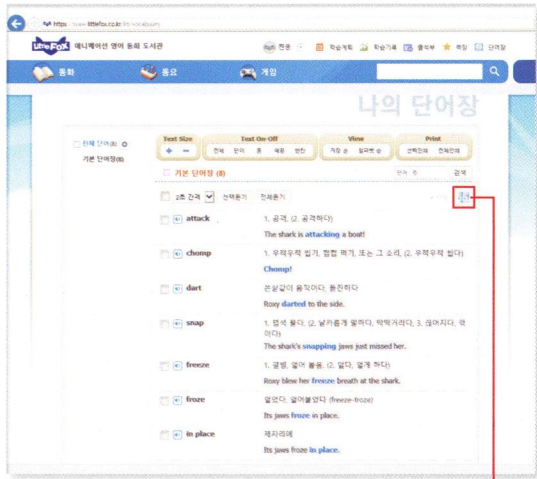 https://www.littlefox.co.kr
Little Fox 애니메이션 영어 동화 도서관
학습계획 학습기록 출석부 단어장
동화 동요 게임
나의 단어장
전체 단어(8)
기본 단어장(8)
Text Size Text On-Off View Print
+ - 전체 단어 뜻 예문 저장 순 알파벳 순 선택인쇄 전체인쇄
기본 단어장 (8) 검색
2초 간격 선택듣기 전체듣기
attack 1. 공격, (2. 공격하다)
The shark is attacking a boat!
chomp 1. 우적우적 씹기, 쩝쩝 먹기, 또는 그 소리, (2. 우적우적 씹다)
Chomp!
dart 쏜살같이 움직이다, 돌진하다
Roxy darted to the side.
snap 1. 덥석 물다, (2. 날카롭게 말하다, 딱딱거리다, 3. 끊어지다, 꺾
이다)
The shark's snapping jaws just missed her.
freeze 1. 결빙, 얼어 붙음, (2. 얼다, 얼게 하다)
Roxy blew her freeze breath at the shark.
froze 얼었다, 얼어붙었다 (freeze-froze)
Its jaws froze in place.
in place 제자리에
Its jaws froze in place.